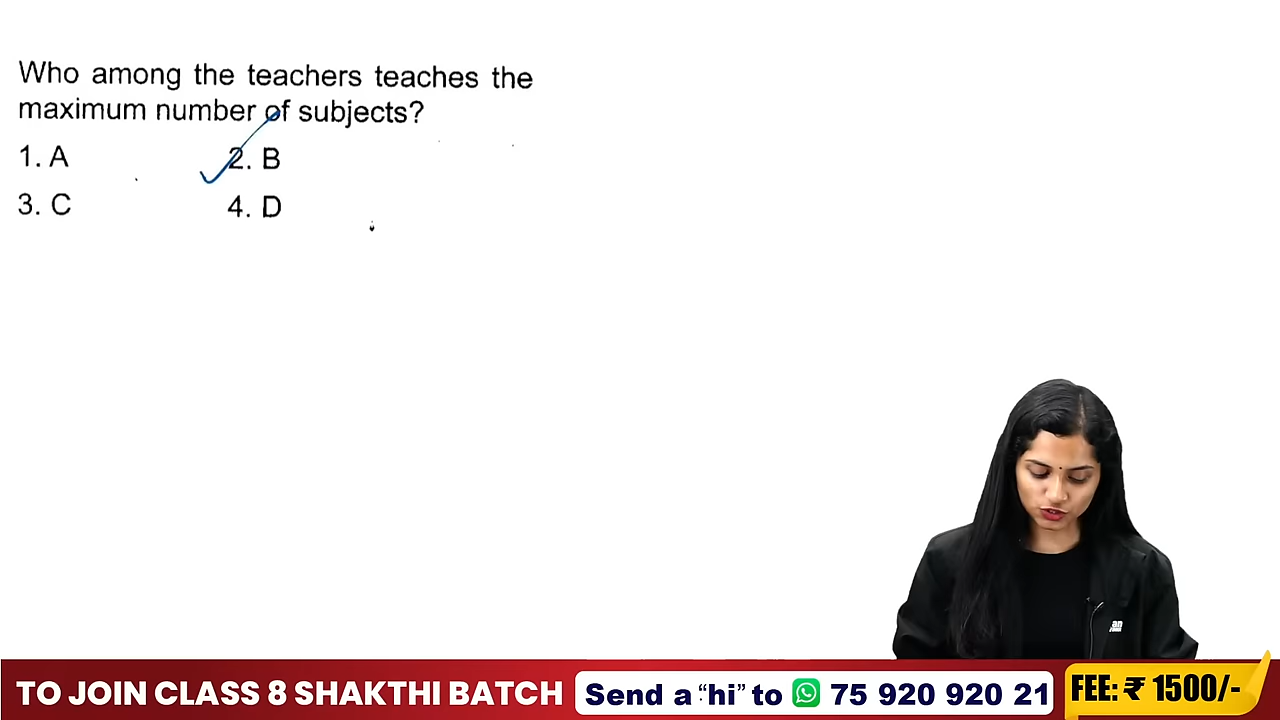 Who among the teachers teaches the
maximum number of subjects?
1. A 2. B
3. C 4. D
an
TO JOIN CLASS 8 SHAKTHI BATCH Send a “hi” to 75 920 920 21 FEE: ₹ 1500/-